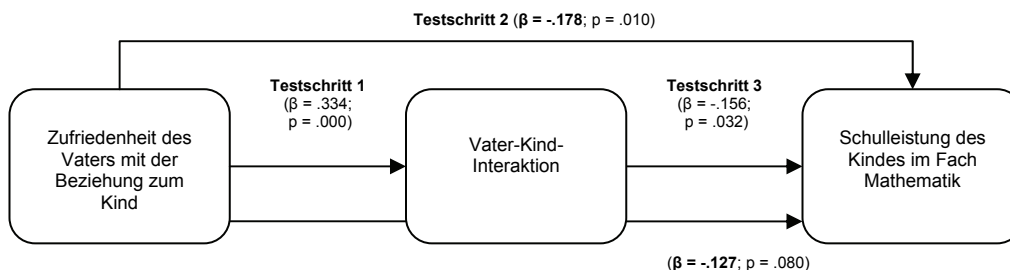 Testschritt 2 (β = -.178; p = .010)
Testschritt 1
(β = .334;
p = .000)
Testschritt 3
(β = -.156;
p = .032)
Zufriedenheit des
Vaters mit der
Beziehung zum
Kind
Vater-Kind-
Interaktion
Schulleistung des
Kindes im Fach
Mathematik
(β = -.127; p = .080)